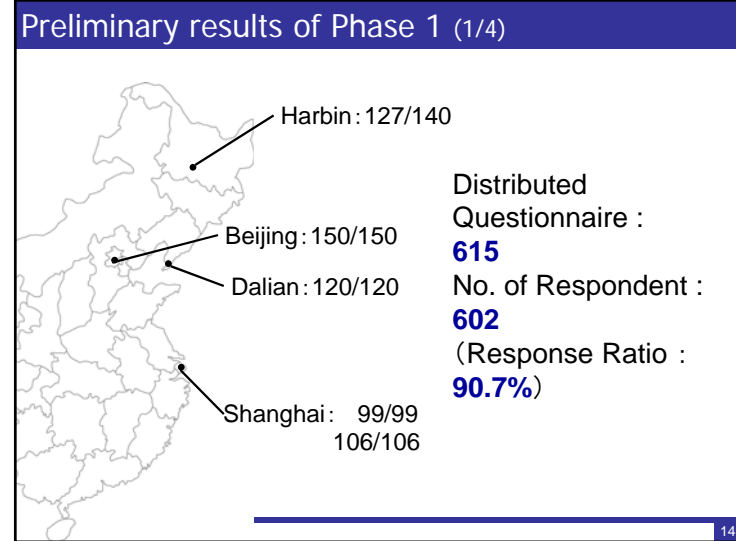 Preliminary results of Phase 1 (1/4)
Harbin：127/140
Beijing：150/150
Dalian：120/120
Shanghai： 99/99
106/106
Distributed
Questionnaire :
615
No. of Respondent :
602
（Response Ratio ：
90.7%）
14